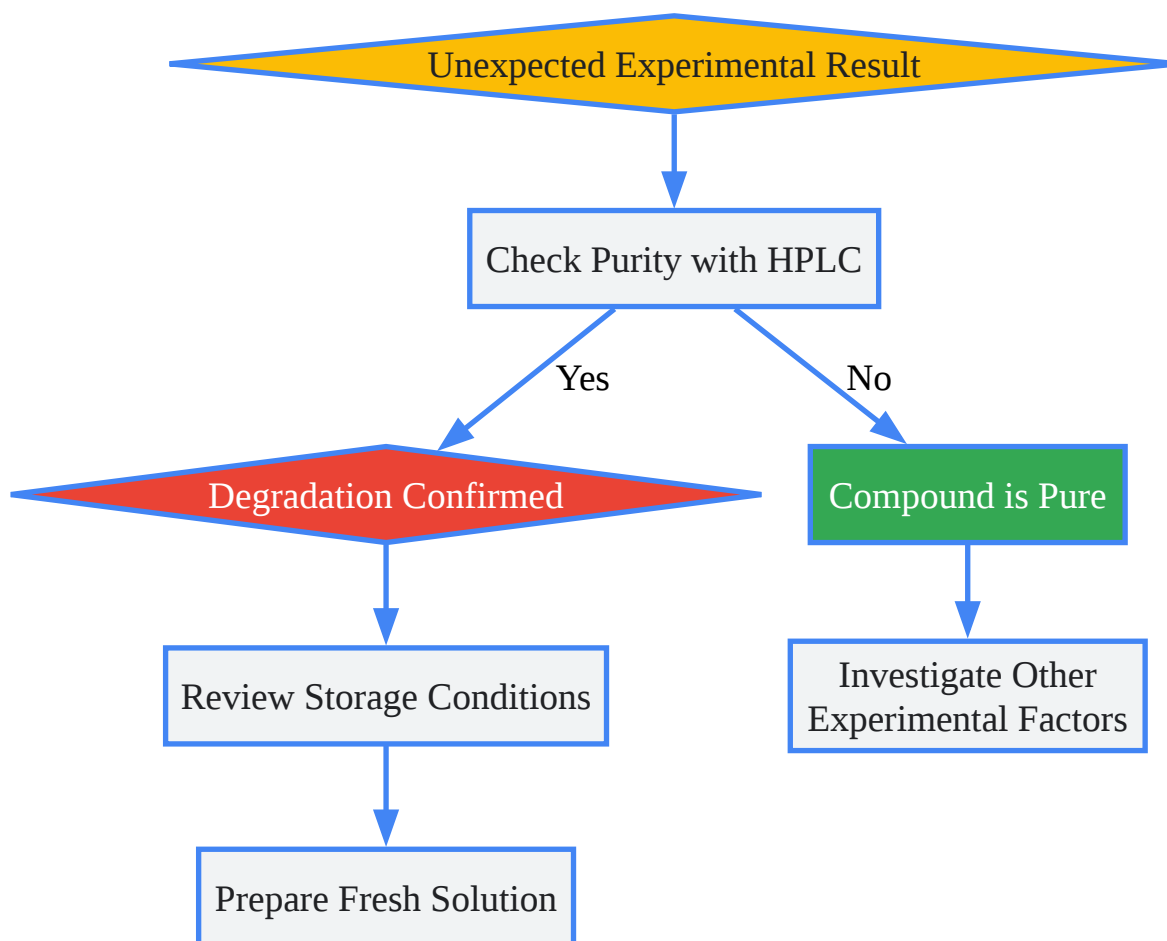 Unexpected Experimental Result
Check Purity with HPLC
Yes
No
Degradation Confirmed
Compound is Pure
Review Storage Conditions
Investigate Other
Experimental Factors
Prepare Fresh Solution